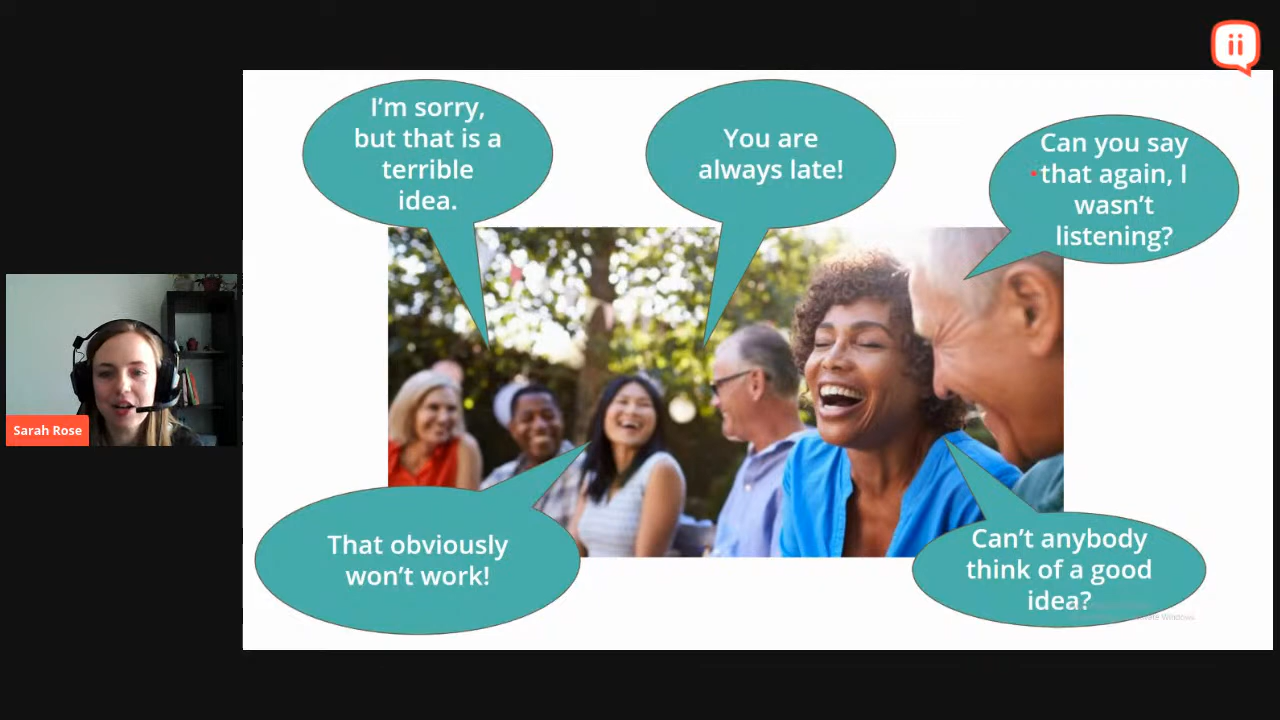 I'm sorry,
but that is a
terrible
idea.
You are
always late!
Can you say
that again, I
wasn't
listening?
Sarah Rose
That obviously
won't work!
Can't anybody
think of a good
idea?
Windows